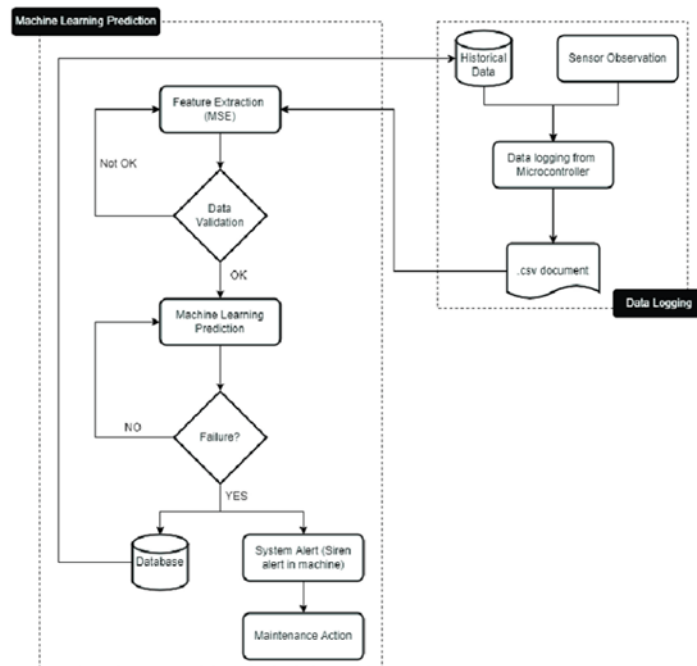 Machine Learning Prediction
Historical
Data
Sensor Observation
Feature Extraction
(MSE)
Not OK
Data logging from
Microcontroller
Data
Validation
OK
.csv document
Machine Learning
Prediction
Data Logging
NO
Failure?
YES
Database
System Alert (Siren
alert in machine)
Maintenance Action